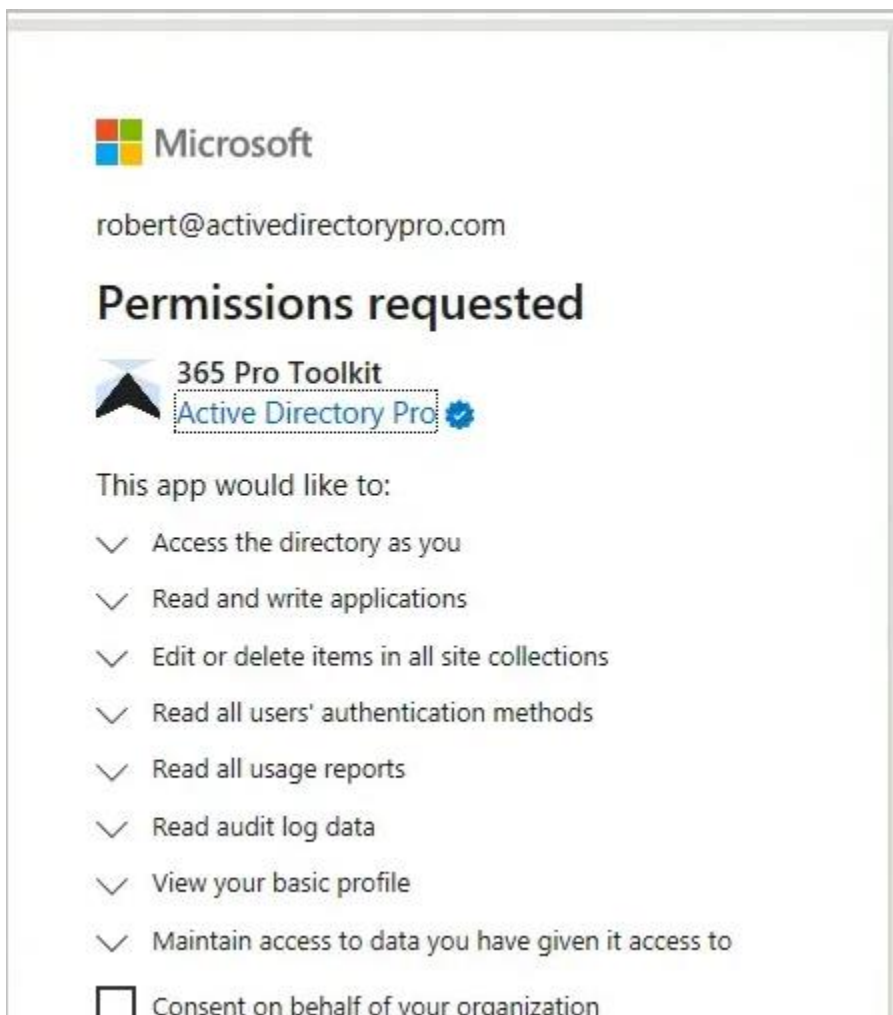 Microsoft
robert@activedirectorypro.com
Permissions requested
365 Pro Toolkit
Active Directory Pro
This app would like to:
Access the directory as you
Read and write applications
Edit or delete items in all site collections
Read all users' authentication methods
Read all usage reports
Read audit log data
View your basic profile
Maintain access to data you have given it access to
Consent on behalf of your organization